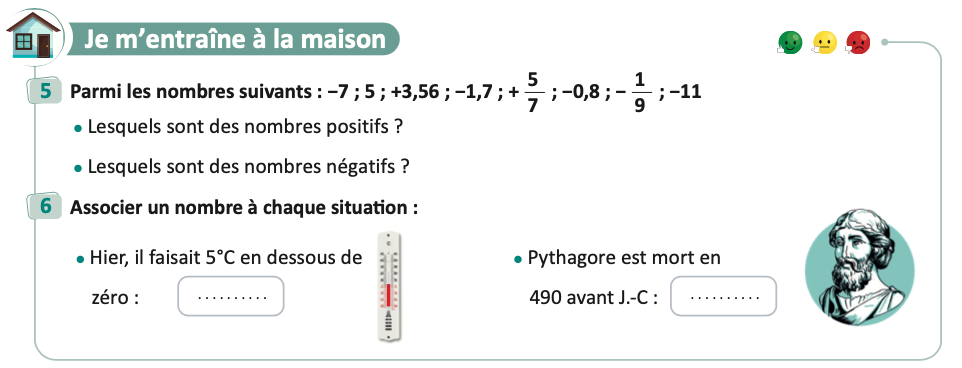 Je m’entraîne à la maison
5 Parmi les nombres suivants : −7 ; 5 ; +3,56 ; −1,7 ; + 5/7 ; −0,8 ; − 1/9 ; −11
• Lesquels sont des nombres positifs ?
• Lesquels sont des nombres négatifs ?
6 Associer un nombre à chaque situation :
• Hier, il faisait 5°C en dessous de
zéro : ..........
• Pythagore est mort en
490 avant J.-C : ..........